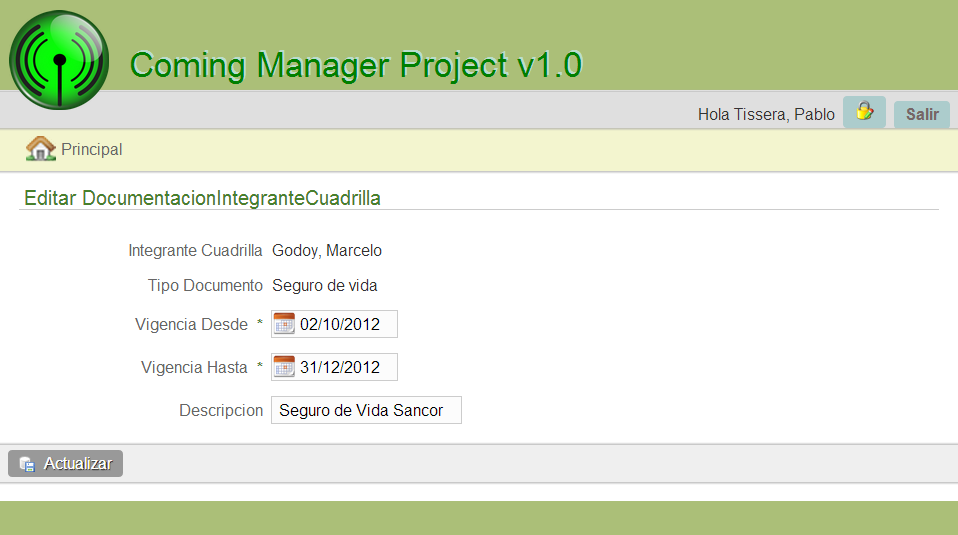 Coming Manager Project v1.0
Hola Tissera, Pablo Salir
Principal
Editar DocumentacionIntegranteCuadrilla
Integrante Cuadrilla Godoy, Marcelo
Tipo Documento Seguro de vida
Vigencia Desde * 02/10/2012
Vigencia Hasta * 31/12/2012
Descripcion Seguro de Vida Sancor
Actualizar